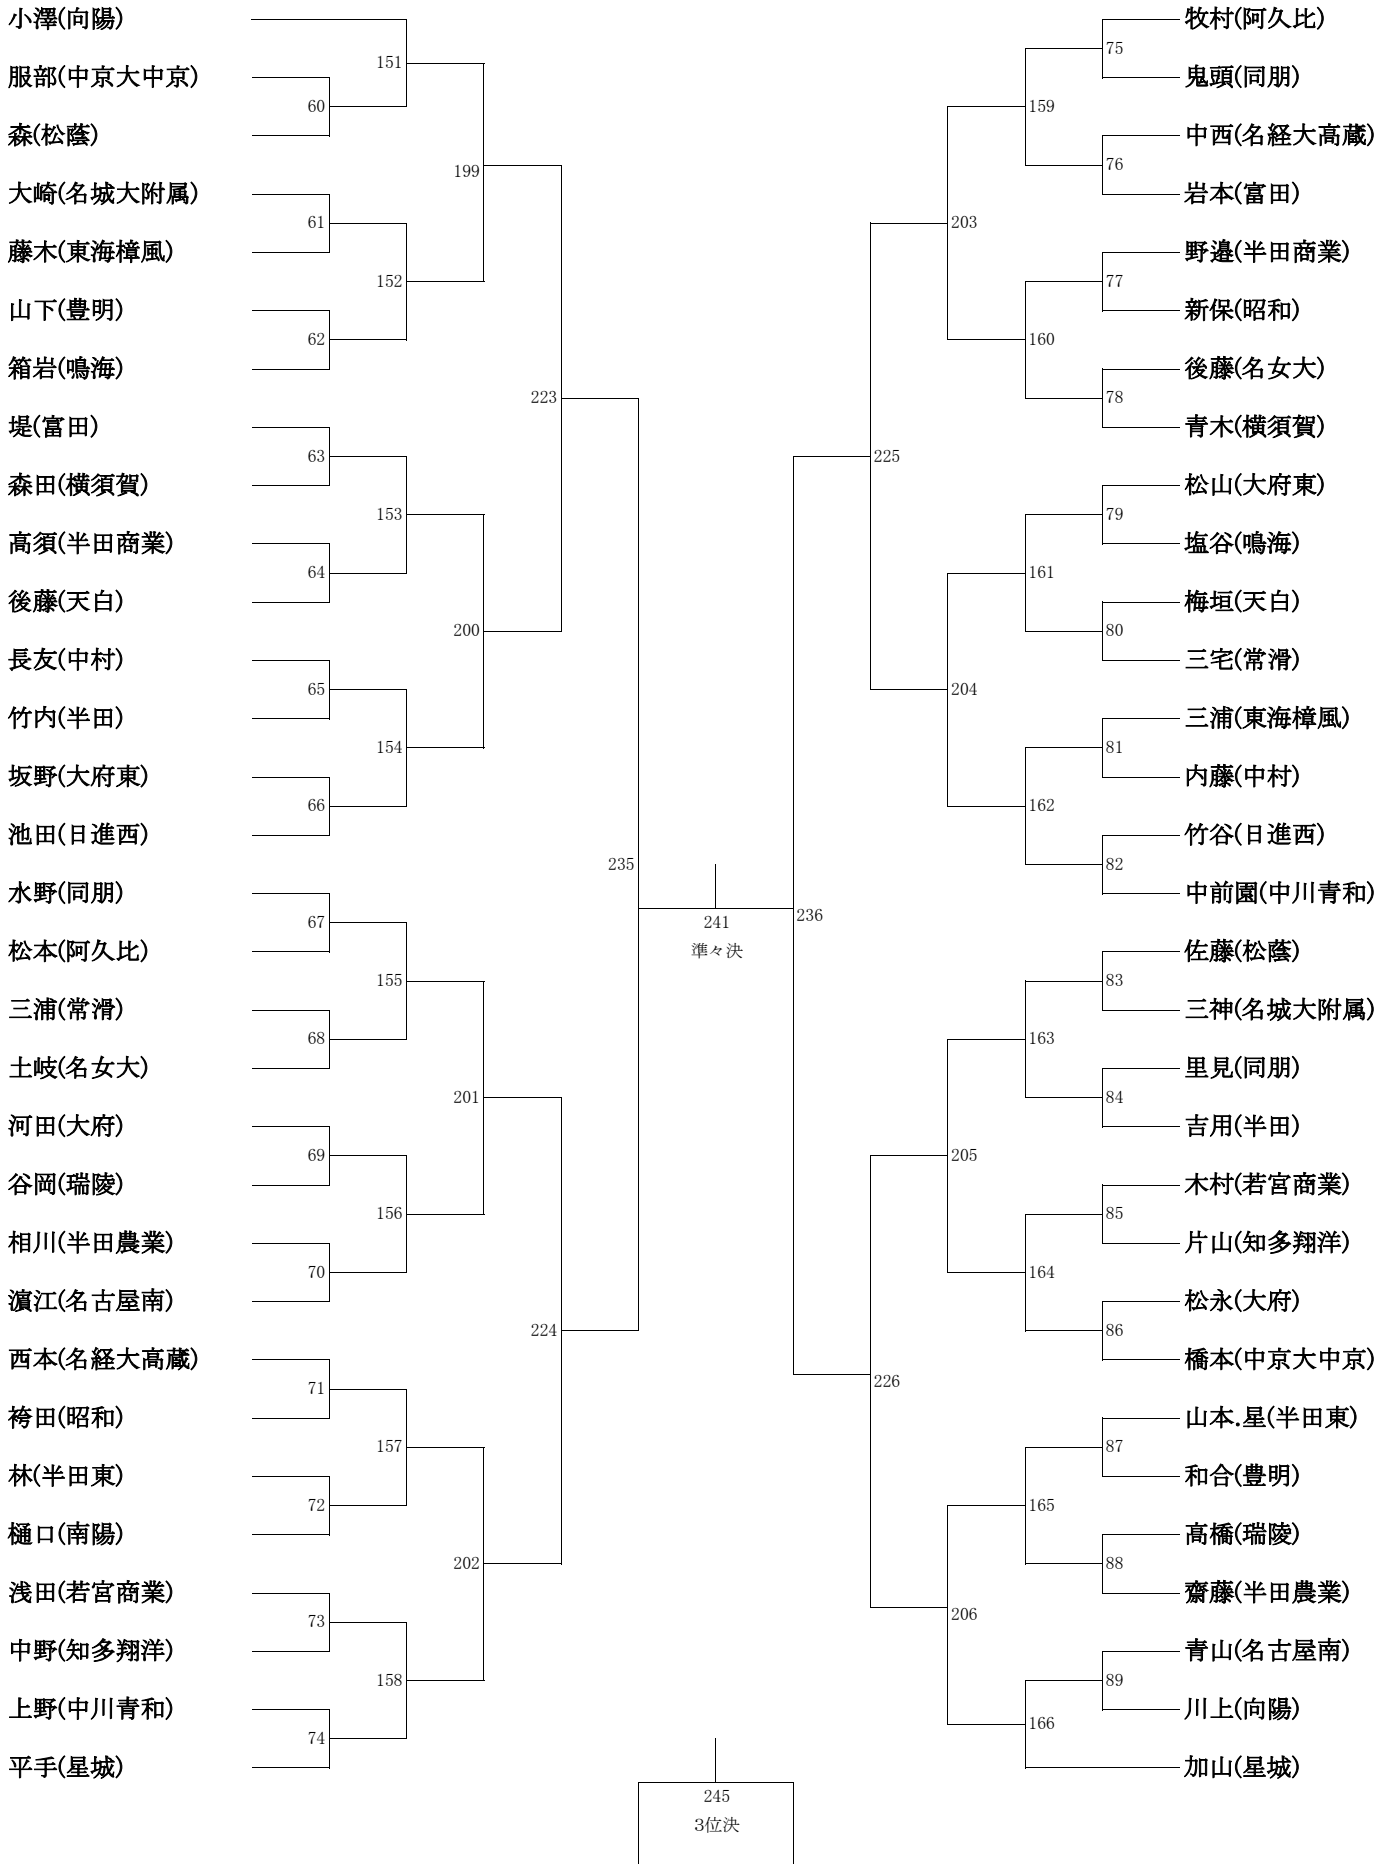 小澤(向陽)
服部(中京大中京)
森(松蔭)
大崎(名城大附属)
藤木(東海樟風)
山下(豊明)
箱岩(鳴海)
堤(富田)
森田(横須賀)
高須(半田商業)
後藤(天白)
長友(中村)
竹内(半田)
坂野(大府東)
池田(日進西)
水野(同朋)
松本(阿久比)
三浦(常滑)
土岐(名女大)
河田(大府)
谷岡(瑞陵)
相川(半田農業)
濵江(名古屋南)
西本(名経大高蔵)
袴田(昭和)
林(半田東)
樋口(南陽)
浅田(若宮商業)
中野(知多翔洋)
上野(中川青和)
平手(星城)
60
61
62
63
64
65
66
67
68
69
70
71
72
73
74
151
152
153
154
155
156
157
158
199
200
201
202
223
224
235
241
準々決
245
3位決
236
225
226
203
204
205
206
159
160
161
162
163
164
165
166
75
76
77
78
79
80
81
82
83
84
85
86
87
88
89
牧村(阿久比)
鬼頭(同朋)
中西(名経大高蔵)
岩本(富田)
野邉(半田商業)
新保(昭和)
後藤(名女大)
青木(横須賀)
松山(大府東)
塩谷(鳴海)
梅垣(天白)
三宅(常滑)
三浦(東海樟風)
内藤(中村)
竹谷(日進西)
中前園(中川青和)
佐藤(松蔭)
三神(名城大附属)
里見(同朋)
吉用(半田)
木村(若宮商業)
片山(知多翔洋)
松永(大府)
橋本(中京大中京)
山本.星(半田東)
和合(豊明)
高橋(瑞陵)
齋藤(半田農業)
青山(名古屋南)
川上(向陽)
加山(星城)